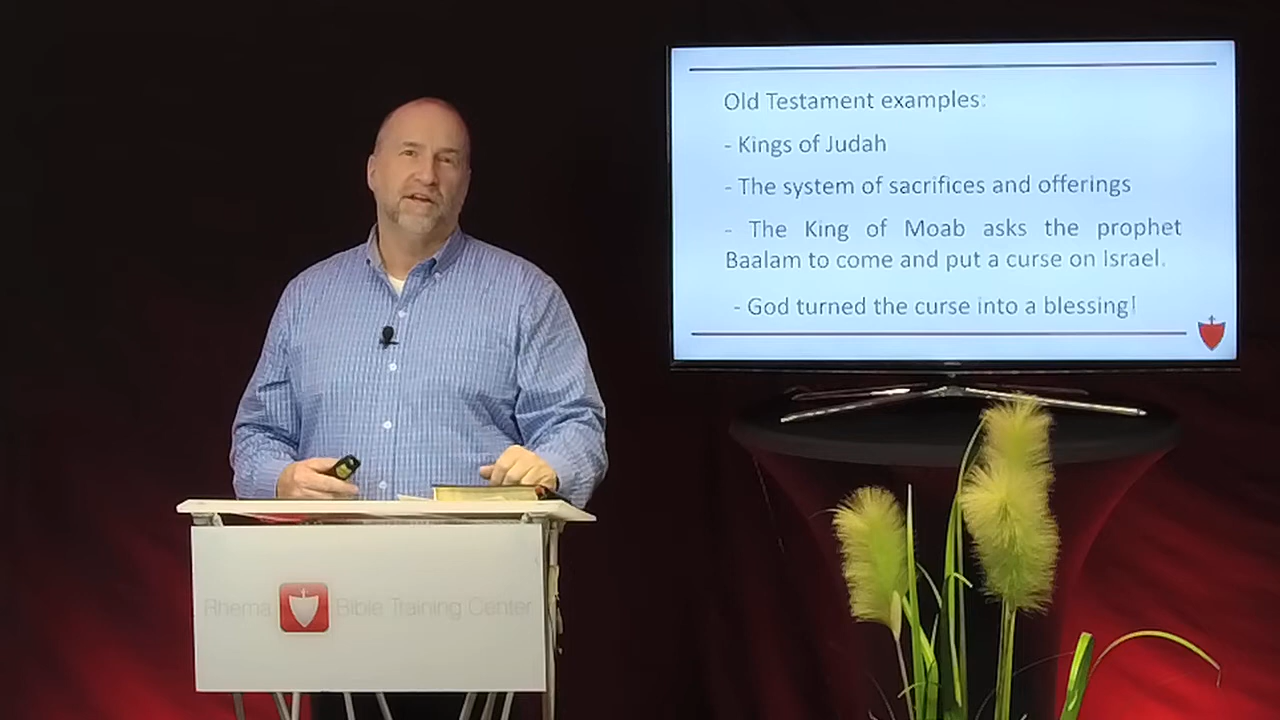 Old Testament examples:
- Kings of Judah
- The system of sacrifices and offerings
- The King of Moab asks the prophet
Baalam to come and put a curse on Israel.
- God turned the curse into a blessing!
Rhema Bible Training Center